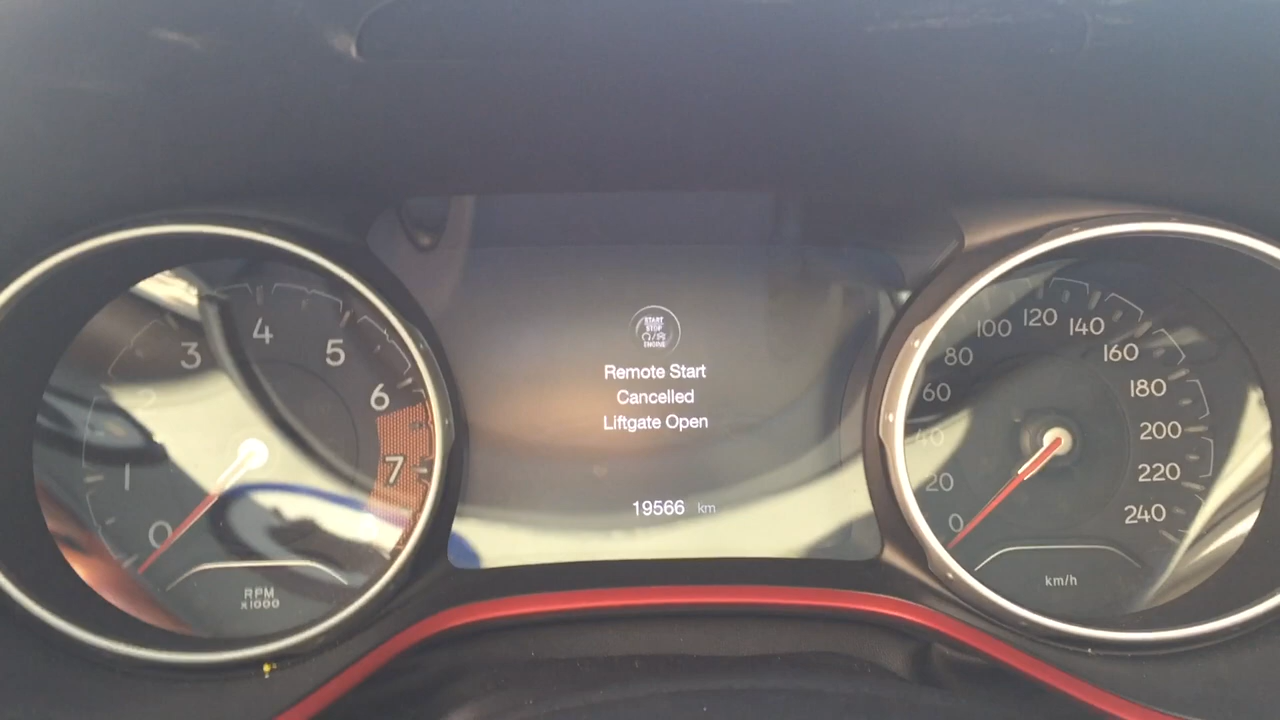 0
1
2
3
4
5
6
7
RPM
x1000
START
STOP
ENGINE
Remote Start
Cancelled
Liftgate Open
19566 km
0
20
40
60
80
100
120
140
160
180
200
220
240
km/h